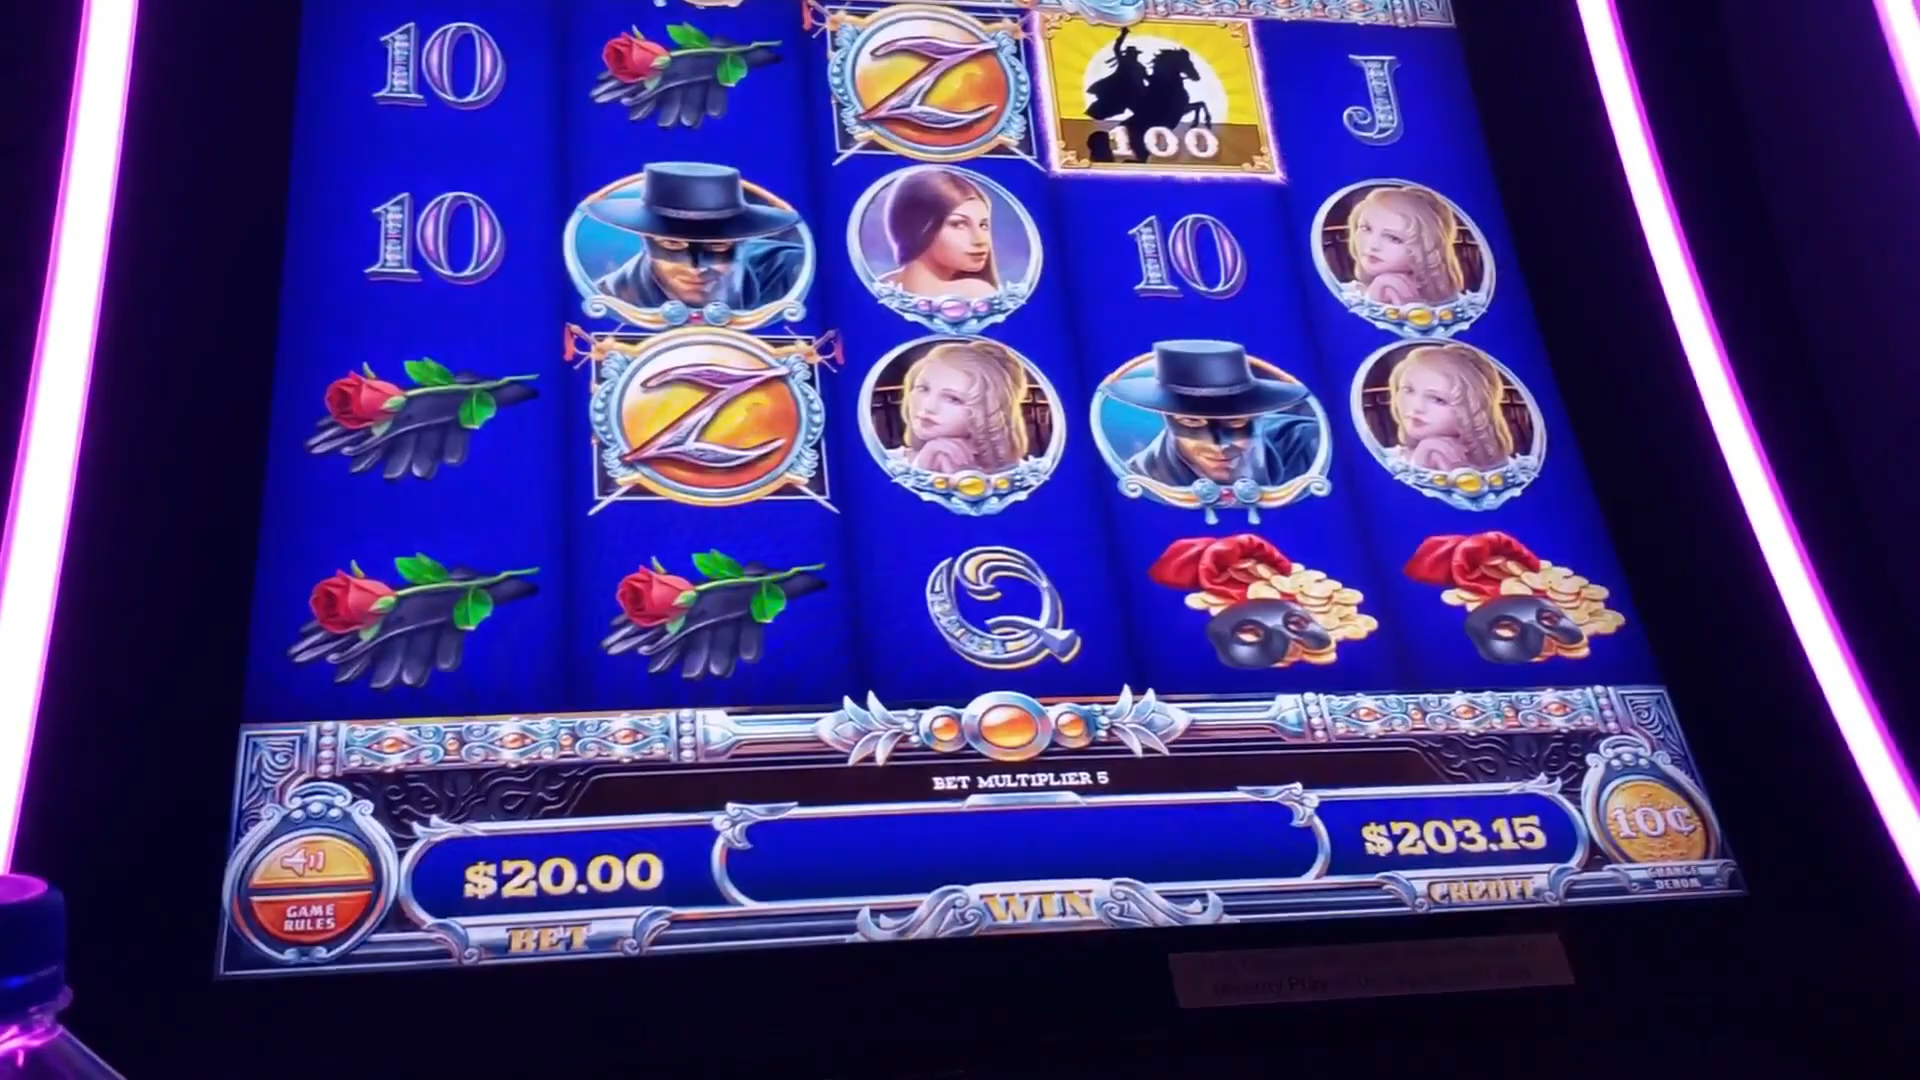 10
Z
100
J
10
10
Z
Q
BET MULTIPLIER 5
$20.00
$203.15
10¢
GAME
RULES
BET
WIN
CREDIT
CHANGE
DENOM